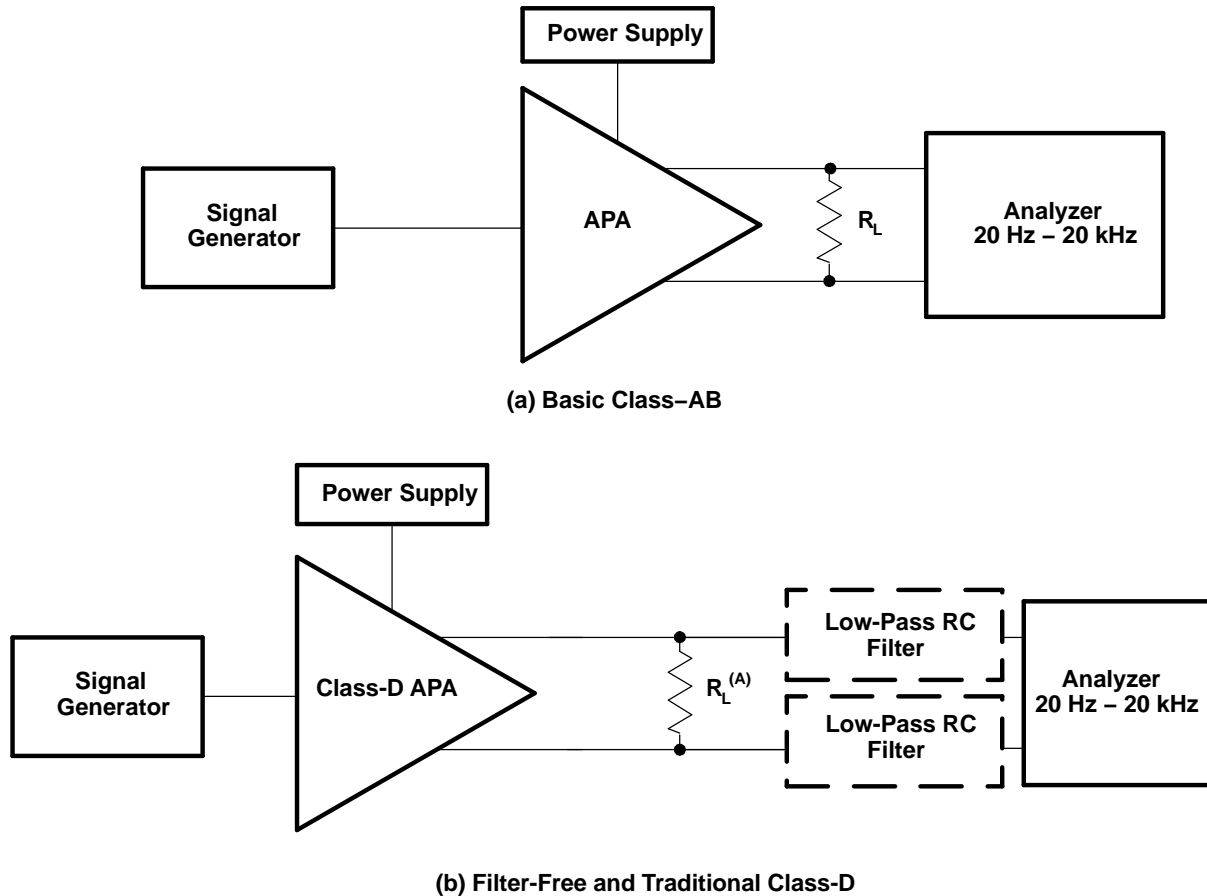 Power Supply
Signal
Generator
APA
R_L
Analyzer
20 Hz – 20 kHz
(a) Basic Class–AB
Power Supply
Signal
Generator
Class-D APA
R_L^(A)
Low-Pass RC
Filter
Low-Pass RC
Filter
Analyzer
20 Hz – 20 kHz
(b) Filter-Free and Traditional Class-D